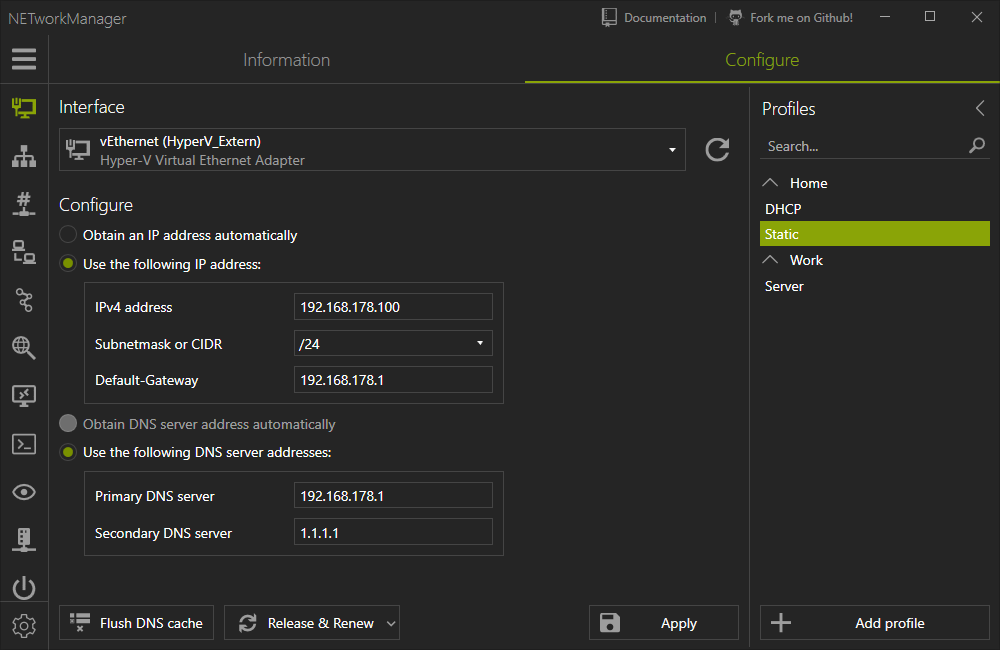 NETworkManager
Documentation
Fork me on Github!
Information
Configure
Interface
vEthernet (HyperV_Extern)
Hyper-V Virtual Ethernet Adapter
Configure
Obtain an IP address automatically
Use the following IP address:
IPv4 address
192.168.178.100
Subnetmask or CIDR
/24
Default-Gateway
192.168.178.1
Obtain DNS server address automatically
Use the following DNS server addresses:
Primary DNS server
192.168.178.1
Secondary DNS server
1.1.1.1
Flush DNS cache
Release & Renew
Apply
Profiles
Search...
Home
DHCP
Static
Work
Server
Add profile